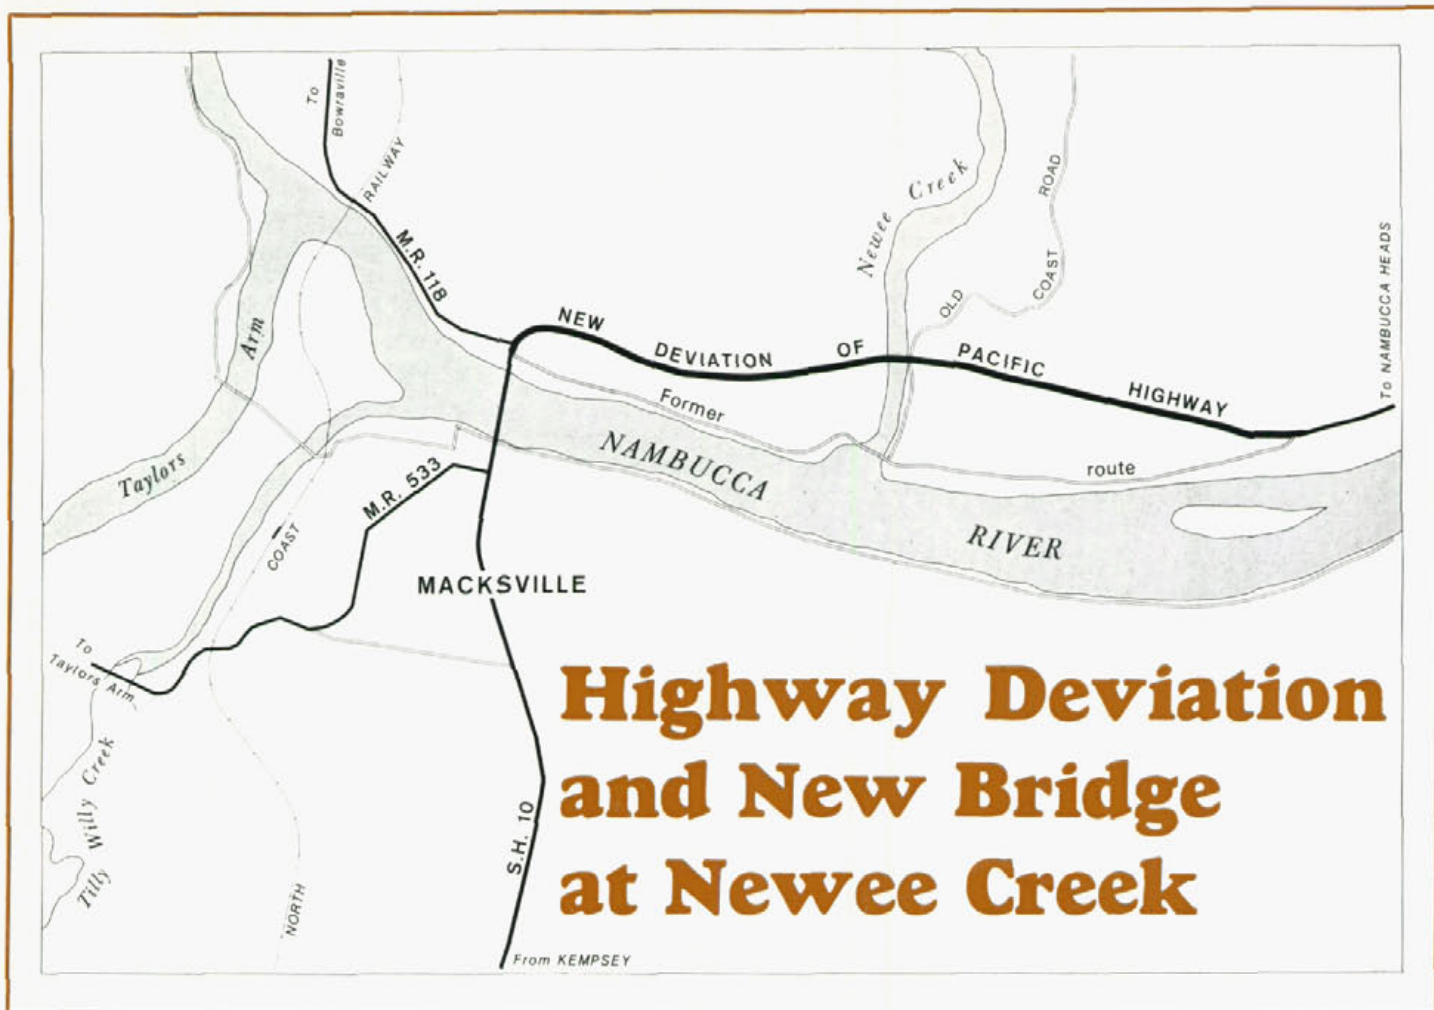 To
Bowraville
RAILWAY
M.R. 118
Newee Creek
OLD COAST ROAD
To NAMBUCCA HEADS
NEW DEVIATION OF PACIFIC HIGHWAY
Former route
Taylors Arm
NAMBUCCA RIVER
M.R. 533
COAST
MACKSVILLE
To
Taylors Arm
Tilly Willy Creek
NORTH
S.H. 10
From KEMPSEY
Highway Deviation
and New Bridge
at Newee Creek